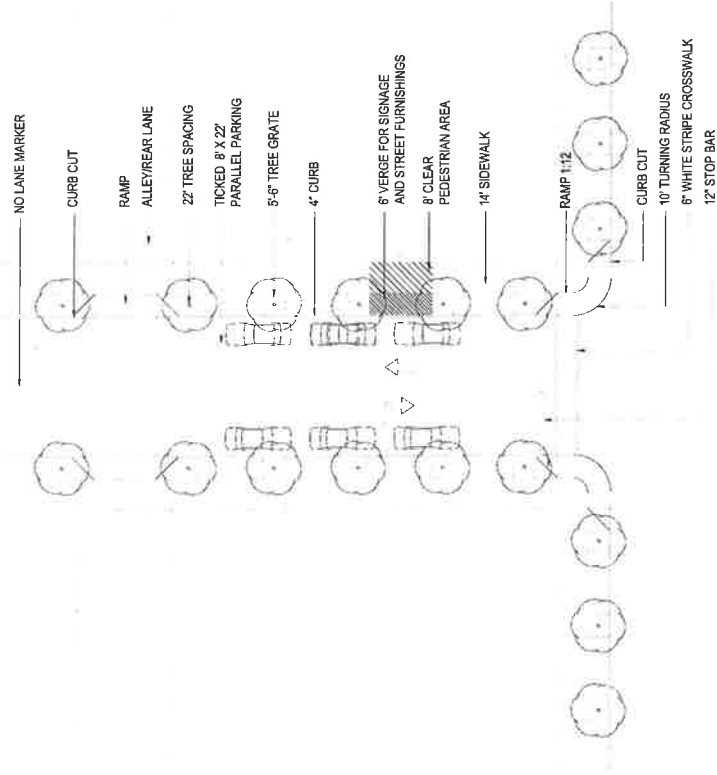 NO LANE MARKER
CURB CUT
RAMP
ALLEY/REAR LANE
22' TREE SPACING
TICKED 8' X 22'
PARALLEL PARKING
5'-6' TREE GRATE
4" CURB
6' VERGE FOR SIGNAGE
AND STREET FURNISHINGS
8' CLEAR
PEDESTRIAN AREA
14' SIDEWALK
RAMP 1:12
CURB CUT
10' TURNING RADIUS
6" WHITE STRIPE CROSSWALK
12" STOP BAR